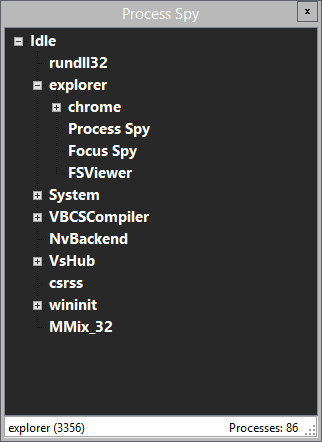 Process Spy x
Idle
rundll32
explorer
chrome
Process Spy
Focus Spy
FSViewer
System
VBCSCompiler
NvBackend
VsHub
csrss
wininit
MMix_32
explorer (3356) Processes: 86